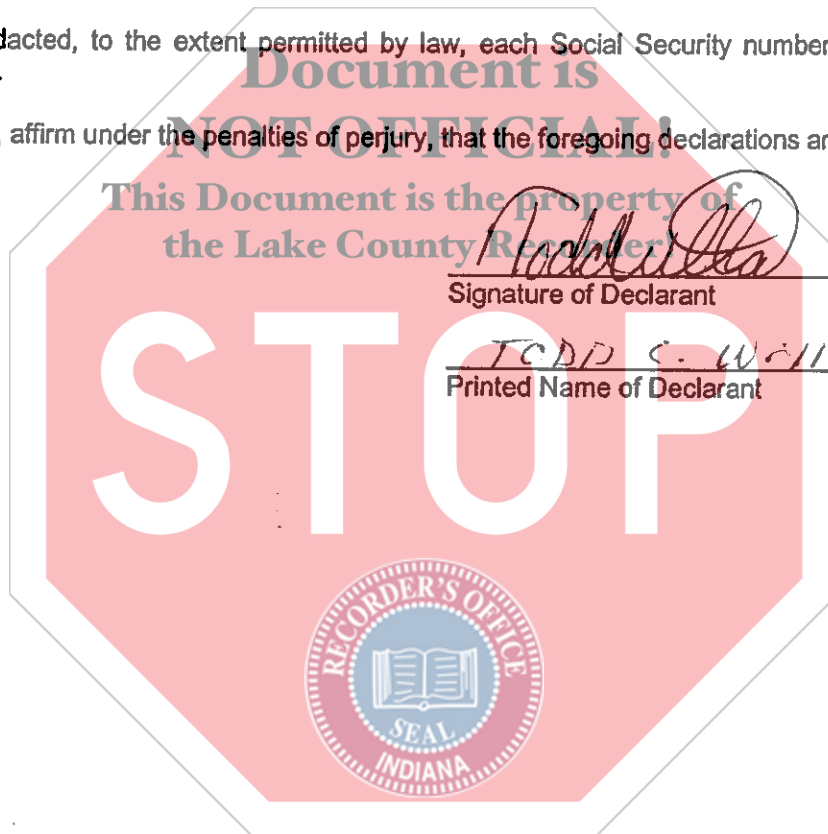 dacted, to the extent permitted by law, each Social Security number
Document is
NOT OFFICIAL!
affirm under the penalties of perjury, that the foregoing declarations ar
This Document is the property of
the Lake County Recorder!
Signature of Declarant
TODD
Printed Name of Declarant
STOP
RECORDER'S OFFICE
SEAL
INDIANA